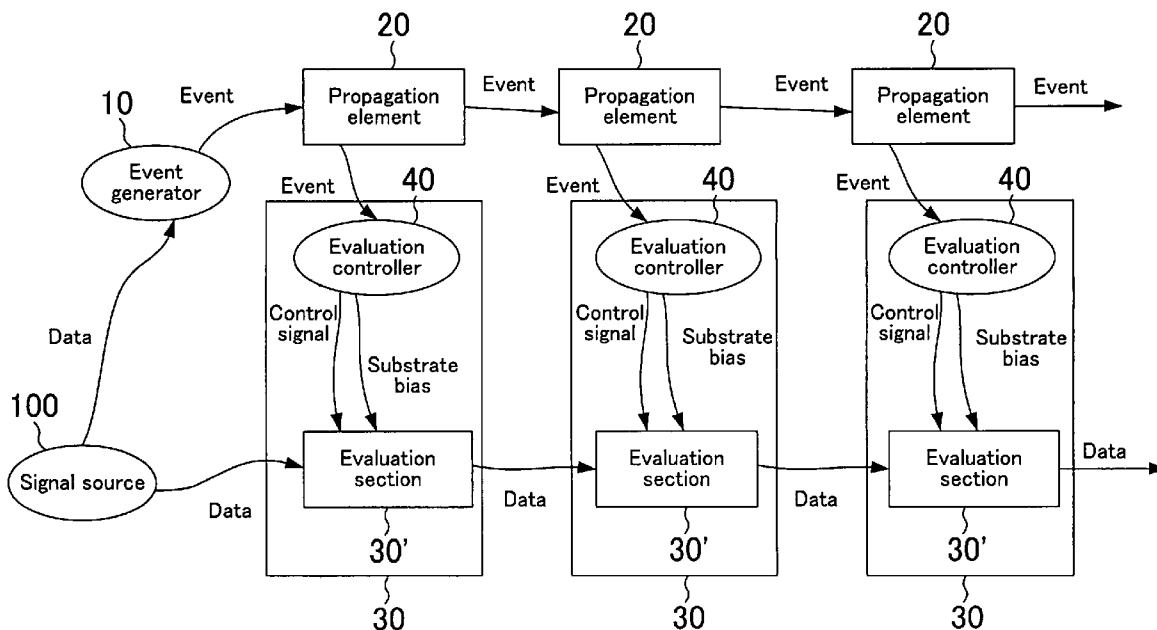 20
20
20
Event
Event
Event
Event
Propagation
element
Propagation
element
Propagation
element
10
Event
generator
Event
40
Event
40
Event
40
Evaluation
controller
Evaluation
controller
Evaluation
controller
Data
Control
signal
Substrate
bias
Control
signal
Substrate
bias
Control
signal
Substrate
bias
100
Signal source
Data
Evaluation
section
Data
Evaluation
section
Data
Evaluation
section
Data
30'
30'
30'
30
30
30